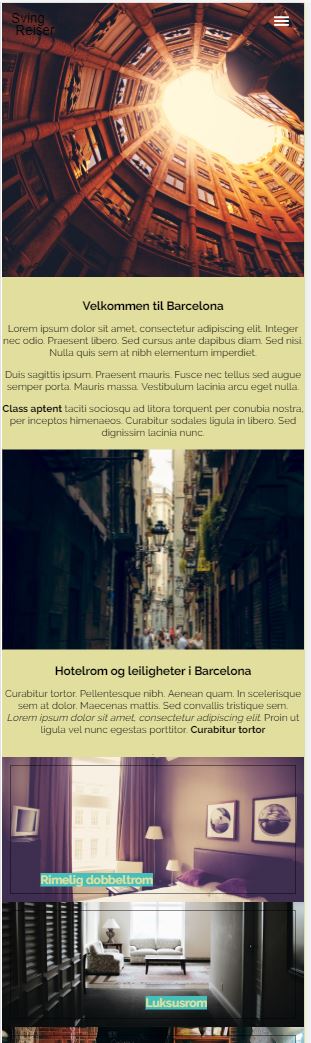 Sving
Reiser
Velkommen til Barcelona
Lorem ipsum dolor sit amet, consectetur adipiscing elit. Integer
nec odio. Praesent libero. Sed cursus ante dapibus diam. Sed nisi.
Nulla quis sem at nibh elementum imperdiet.
Duis sagittis ipsum. Praesent mauris. Fusce nec tellus sed augue
semper porta. Mauris massa. Vestibulum lacinia arcu eget nulla.
Class aptent taciti sociosqu ad litora torquent per conubia nostra,
per inceptos himenaeos. Curabitur sodales ligula in libero. Sed
dignissim lacinia nunc.
Hotelrom og leiligheter i Barcelona
Curabitur tortor. Pellentesque nibh. Aenean quam. In scelerisque
sem at dolor. Maecenas mattis. Sed convallis tristique sem.
Lorem ipsum dolor sit amet, consectetur adipiscing elit. Proin ut
ligula vel nunc egestas porttitor. Curabitur tortor
Rimelig dobbeltrom
Luksusrom